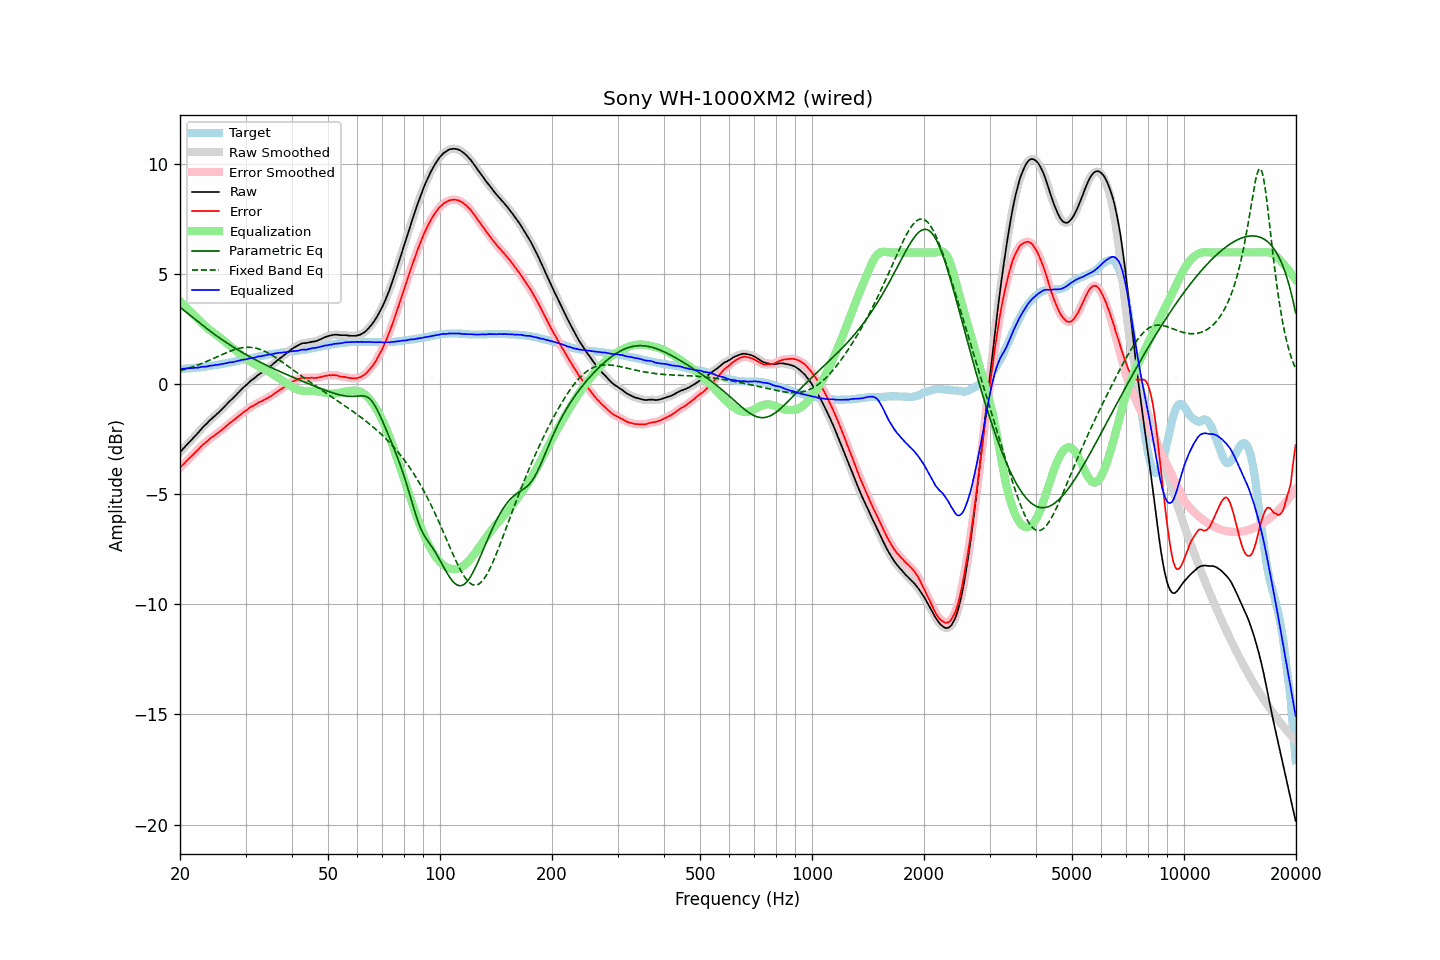 Sony WH-1000XM2 (wired)
Target
Raw Smoothed
Error Smoothed
Raw
Error
Equalization
Parametric Eq
Fixed Band Eq
Equalized
10
5
0
−5
−10
−15
−20
Amplitude (dBr)
20
50
100
200
500
1000
2000
5000
10000
20000
Frequency (Hz)